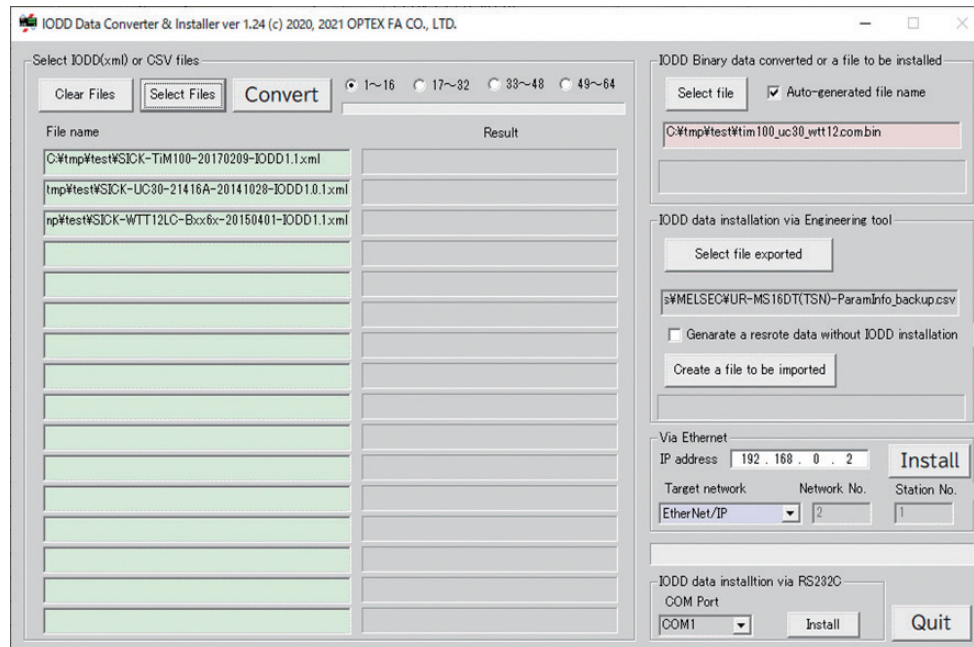 IODD Data Converter & Installer ver 1.24 (c) 2020, 2021 OPTEX FA CO., LTD.
Select IODD(xml) or CSV files
Clear Files
Select Files
Convert
1～16
17～32
33～48
49～64
File name
Result
C:¥tmp¥test¥SICK-TiM100-20170209-IODD1.1.xml
tmp¥test¥SICK-UC30-21416A-20141028-IODD1.0.1.xml
np¥test¥SICK-WTT12LC-Bxx6x-20150401-IODD1.1.xml
IODD Binary data converted or a file to be installed
Select file
Auto-generated file name
C:¥tmp¥test¥tim100_uc30_wtt12.com.bin
IODD data installation via Engineering tool
Select file exported
s¥MELSEC¥UR-MS16DT(TSN)-ParamInfo_backup.csv
Genarate a resrote data without IODD installation
Create a file to be imported
Via Ethernet
IP address 192 . 168 . 0 . 2
Install
Target network
Network No.
Station No.
EtherNet/IP
2
1
IODD data installtion via RS232C
COM Port
COM1
Install
Quit